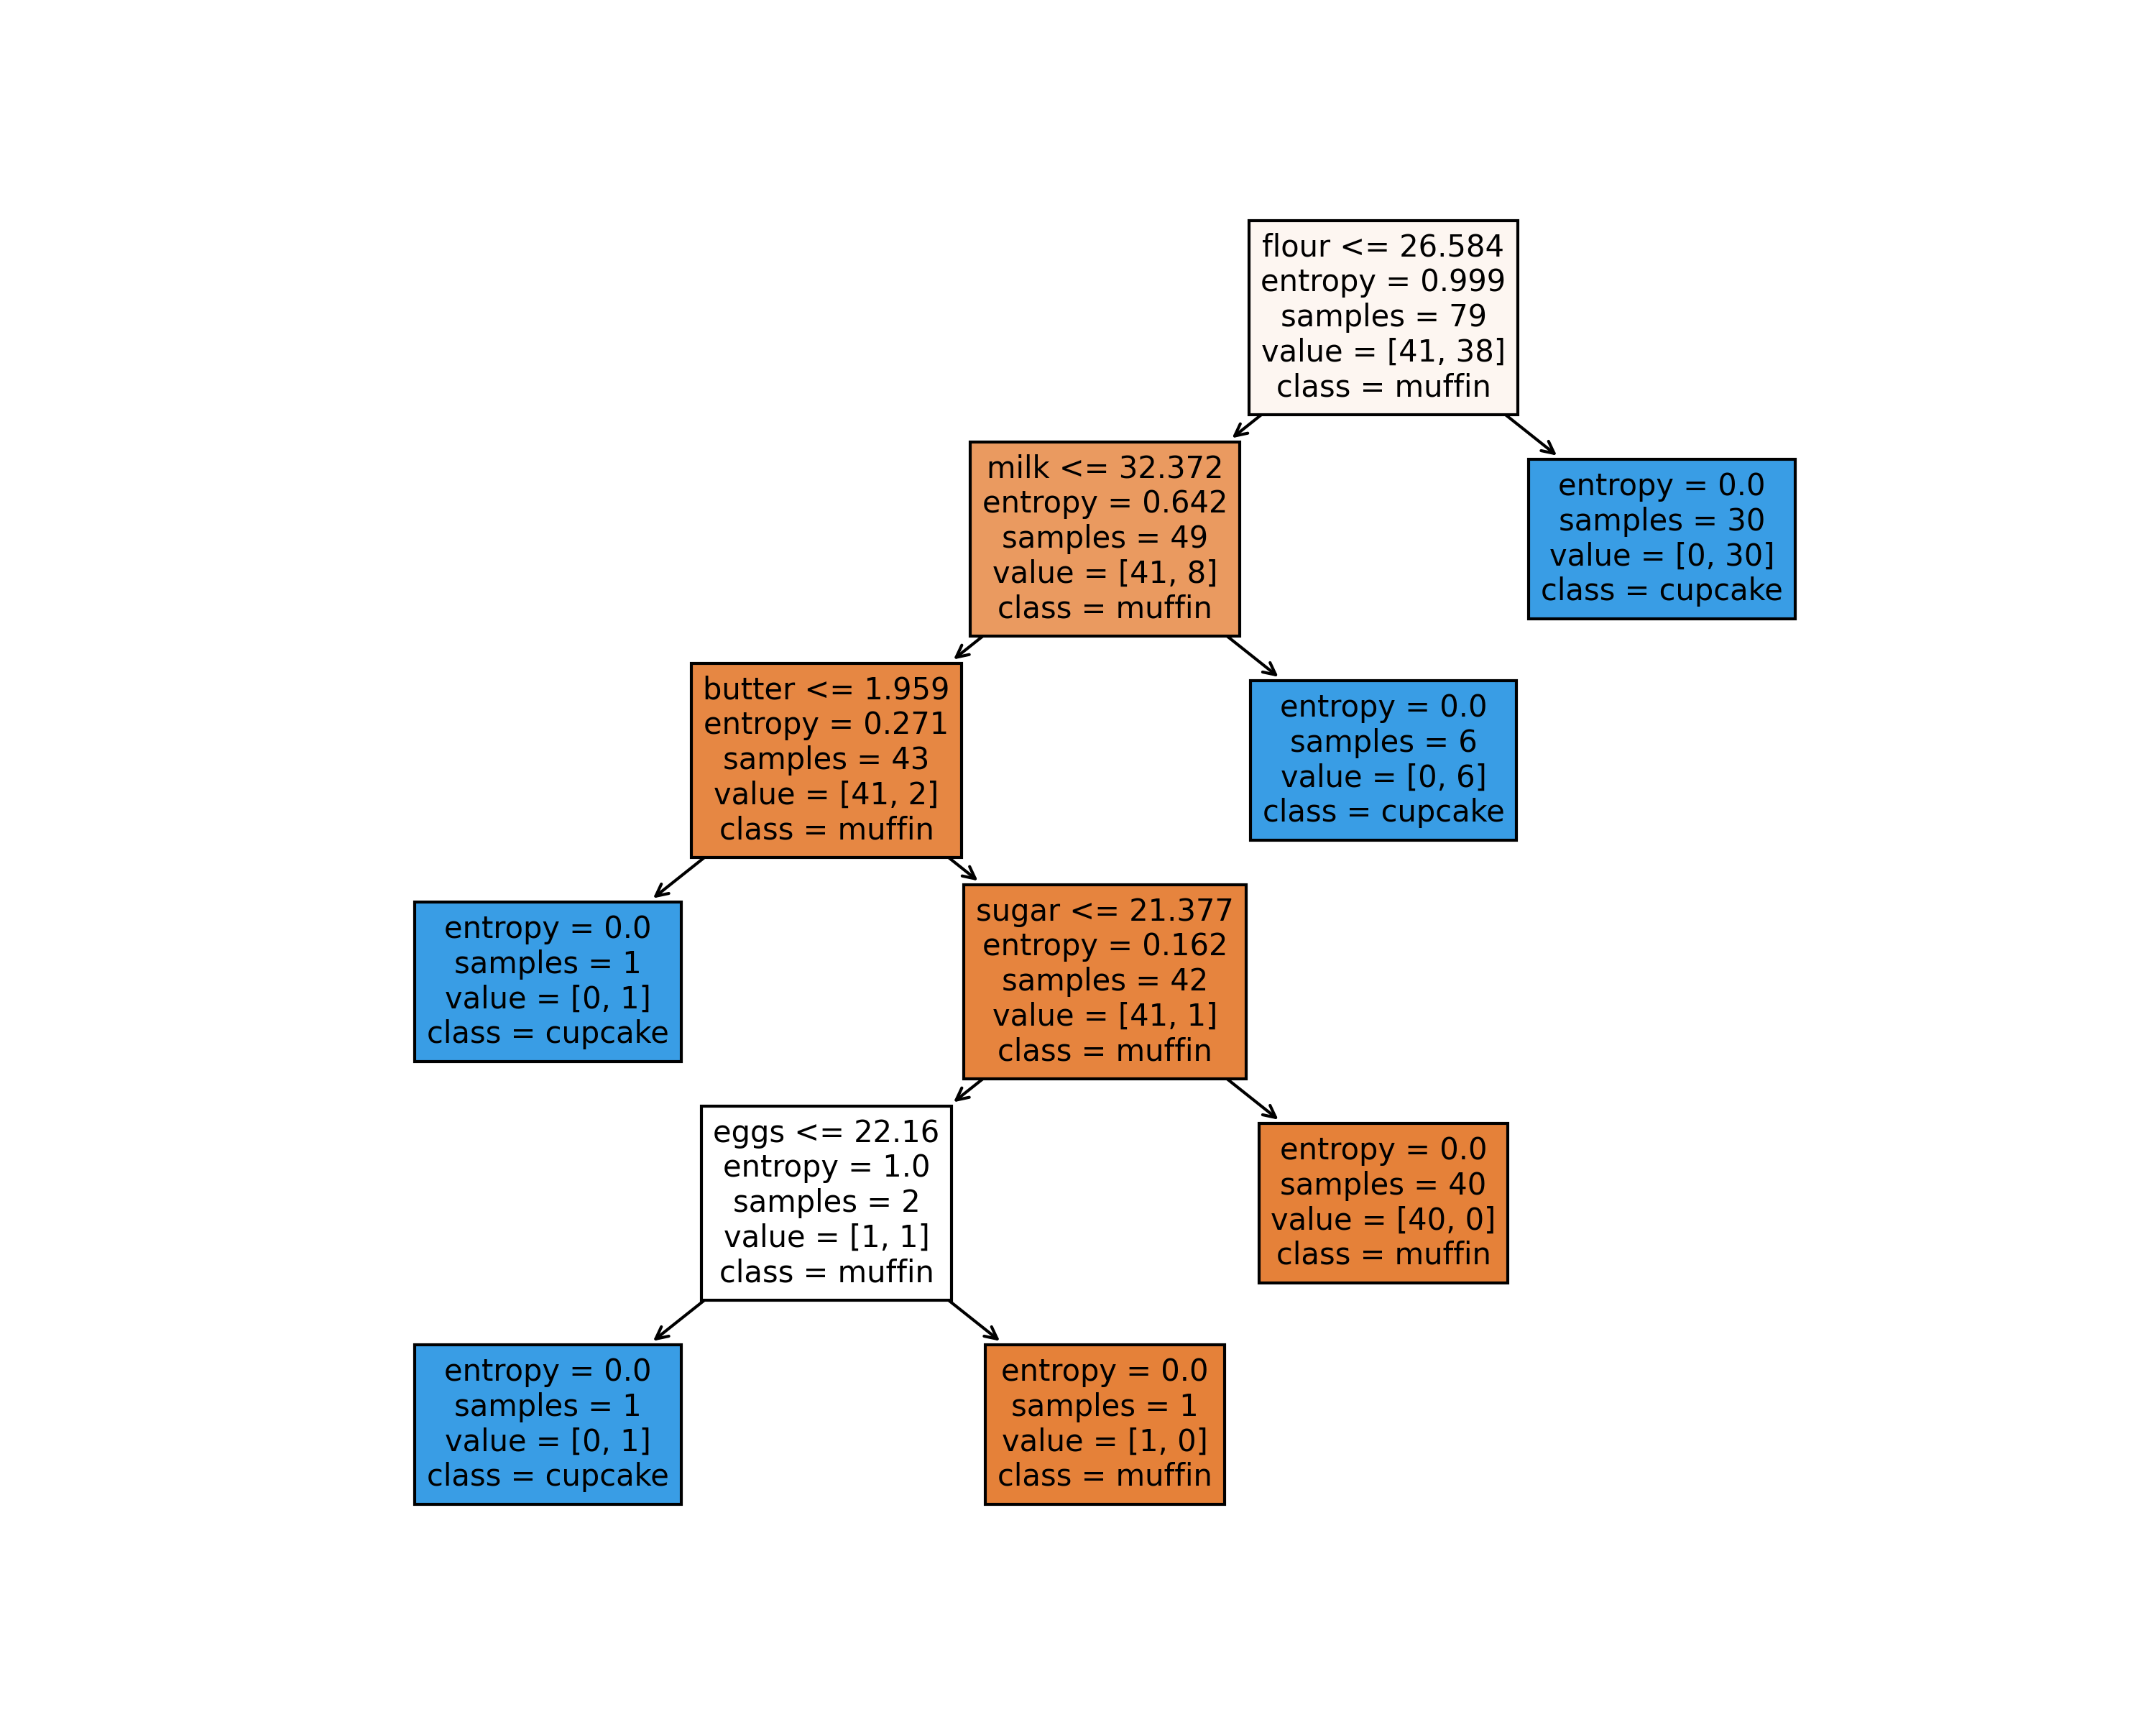 flour <= 26.584
entropy = 0.999
samples = 79
value = [41, 38]
class = muffin
milk <= 32.372
entropy = 0.642
samples = 49
value = [41, 8]
class = muffin
entropy = 0.0
samples = 30
value = [0, 30]
class = cupcake
butter <= 1.959
entropy = 0.271
samples = 43
value = [41, 2]
class = muffin
entropy = 0.0
samples = 6
value = [0, 6]
class = cupcake
entropy = 0.0
samples = 1
value = [0, 1]
class = cupcake
sugar <= 21.377
entropy = 0.162
samples = 42
value = [41, 1]
class = muffin
eggs <= 22.16
entropy = 1.0
samples = 2
value = [1, 1]
class = muffin
entropy = 0.0
samples = 40
value = [40, 0]
class = muffin
entropy = 0.0
samples = 1
value = [0, 1]
class = cupcake
entropy = 0.0
samples = 1
value = [1, 0]
class = muffin